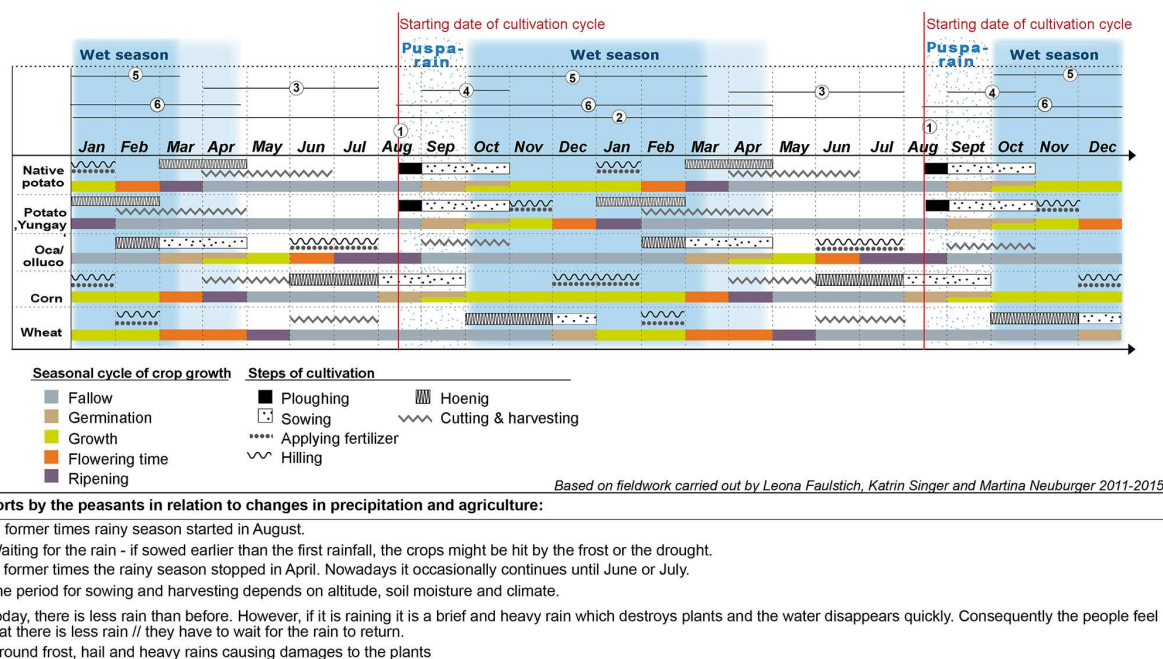 Starting date of cultivation cycle
Starting date of cultivation cycle
Wet season
Puspa-
rain
Wet season
Puspa-
rain
Wet season
5
5
5
3
4
3
4
6
6
6
2
1
1
Jan Feb Mar Apr May Jun Jul Aug Sep Oct Nov Dec Jan Feb Mar Apr May Jun Jul Aug Sept Oct Nov Dec
Native
potato
Potato
,Yungay
,
Oca/
olluco
Corn
Wheat
Seasonal cycle of crop growth
Fallow
Germination
Growth
Flowering time
Ripening
Steps of cultivation
Ploughing
Sowing
Applying fertilizer
Hilling
Hoenig
Cutting & harvesting
Based on fieldwork carried out by Leona Faulstich, Katrin Singer and Martina Neuburger 2011-2015
orts by the peasants in relation to changes in precipitation and agriculture:
former times rainy season started in August.
aiting for the rain - if sowed earlier than the first rainfall, the crops might be hit by the frost or the drought.
former times the rainy season stopped in April. Nowadays it occasionally continues until June or July.
he period for sowing and harvesting depends on altitude, soil moisture and climate.
oday, there is less rain than before. However, if it is raining it is a brief and heavy rain which destroys plants and the water disappears quickly. Consequently the people feel
at there is less rain // they have to wait for the rain to return.
round frost, hail and heavy rains causing damages to the plants